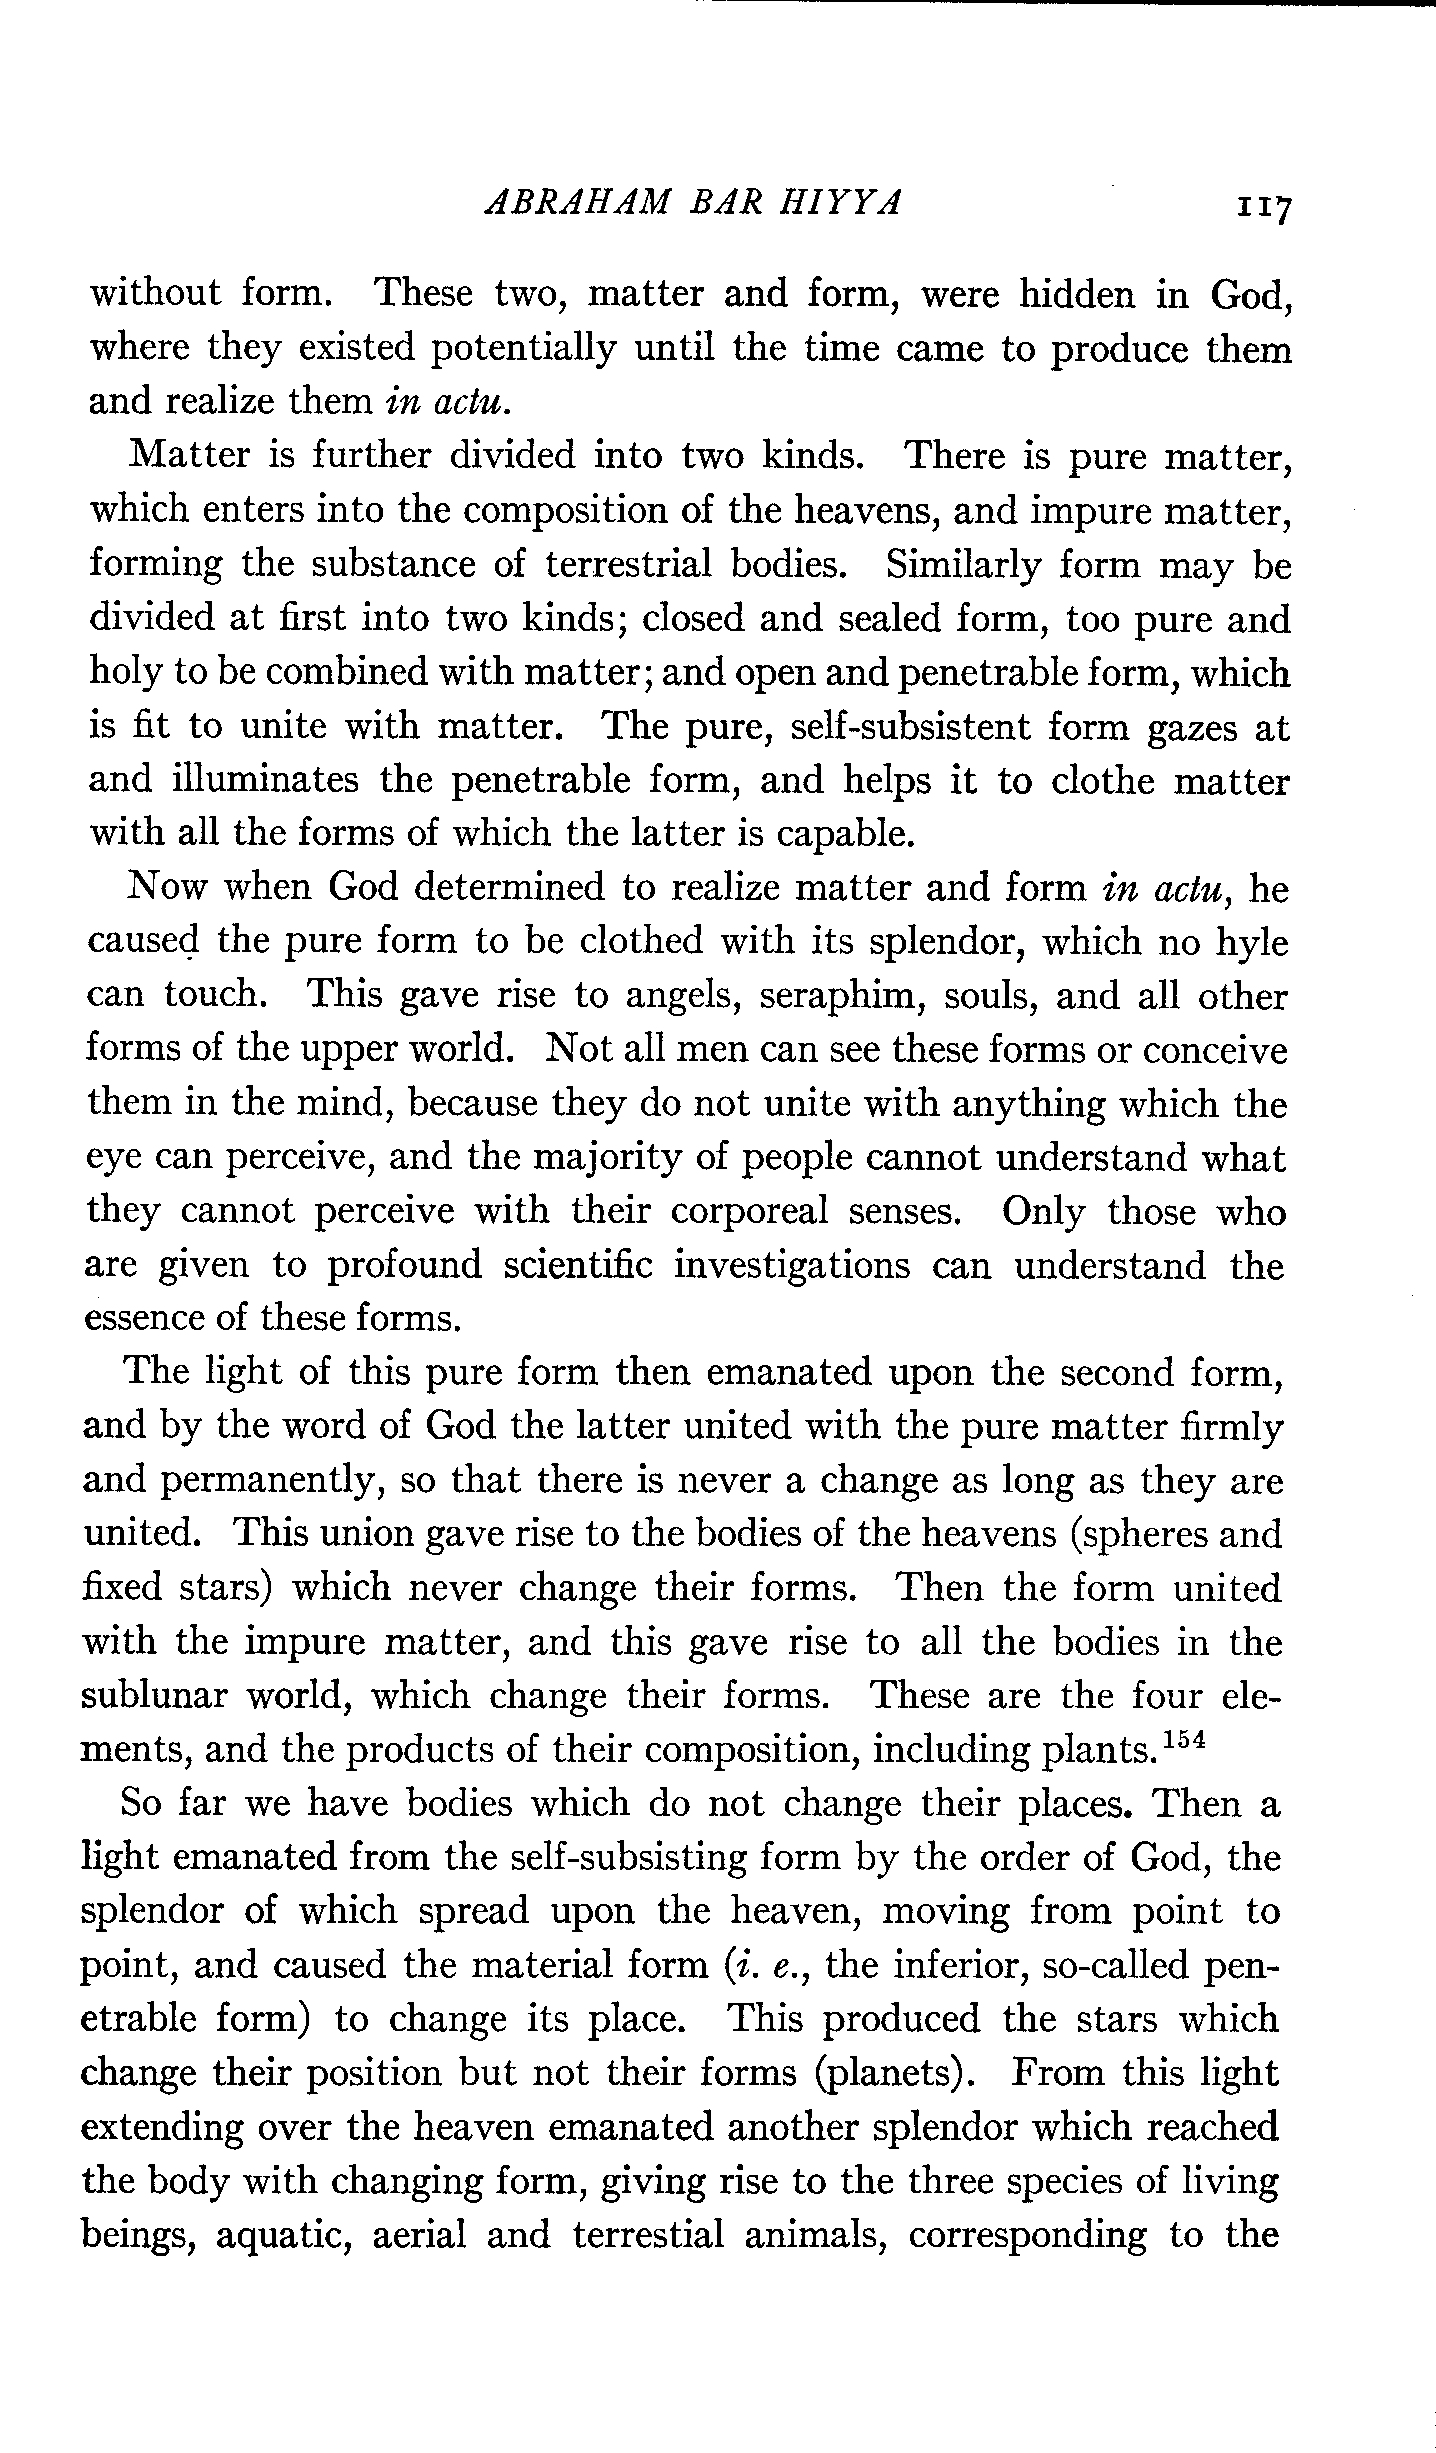 ABRAHAM BAR HIYYA 117
without form. These two, matter and form, were hidden in God,
where they existed potentially until the time came to produce them
and realize them in actu.
Matter is further divided into two kinds. There is pure matter,
which enters into the composition of the heavens, and impure matter,
forming the substance of terrestrial bodies. Similarly form may be
divided at first into two kinds; closed and sealed form, too pure and
holy to be combined with matter; and open and penetrable form, which
is fit to unite with matter. The pure, self-subsistent form gazes at
and illuminates the penetrable form, and helps it to clothe matter
with all the forms of which the latter is capable.
Now when God determined to realize matter and form in actu, he
caused the pure form to be clothed with its splendor, which no hyle
can touch. This gave rise to angels, seraphim, souls, and all other
forms of the upper world. Not all men can see these forms or conceive
them in the mind, because they do not unite with anything which the
eye can perceive, and the majority of people cannot understand what
they cannot perceive with their corporeal senses. Only those who
are given to profound scientific investigations can understand the
essence of these forms.
The light of this pure form then emanated upon the second form,
and by the word of God the latter united with the pure matter firmly
and permanently, so that there is never a change as long as they are
united. This union gave rise to the bodies of the heavens (spheres and
fixed stars) which never change their forms. Then the form united
with the impure matter, and this gave rise to all the bodies in the
sublunar world, which change their forms. These are the four ele-
ments, and the products of their composition, including plants.154
So far we have bodies which do not change their places. Then a
light emanated from the self-subsisting form by the order of God, the
splendor of which spread upon the heaven, moving from point to
point, and caused the material form (i. e., the inferior, so-called pen-
etrable form) to change its place. This produced the stars which
change their position but not their forms (planets). From this light
extending over the heaven emanated another splendor which reached
the body with changing form, giving rise to the three species of living
beings, aquatic, aerial and terrestial animals, corresponding to the